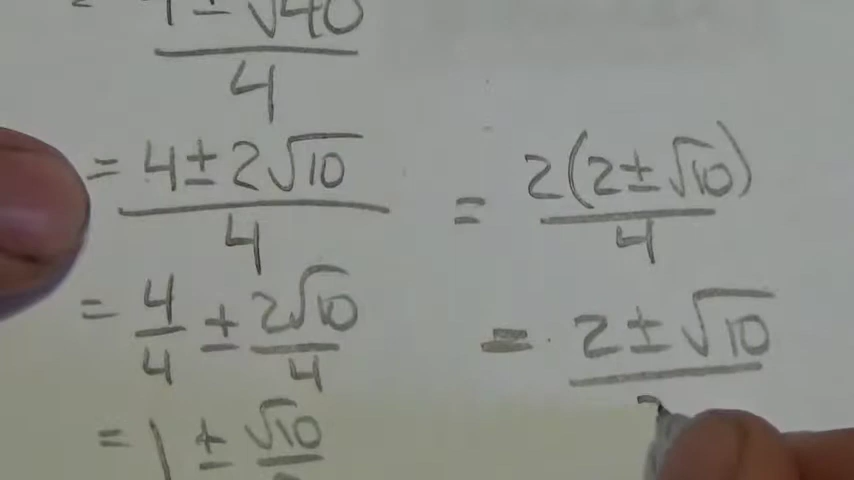 = 4 ± √40
4
= 4 ± 2√10
4
= 4/4 ± 2√10/4
= 1 ± √10
= 2(2 ± √10)
4
= 2 ± √10